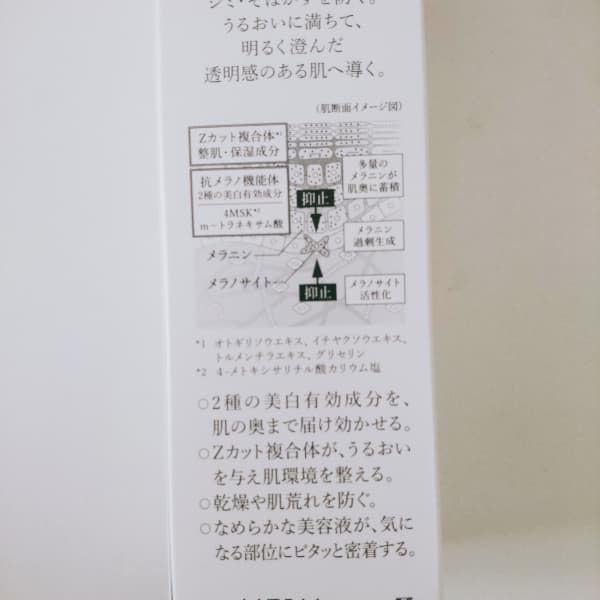 シミ・そばかすを防ぐ。
うるおいに満ちて、
明るく澄んだ
透明感のある肌へ導く。
(肌断面イメージ図)
Zカット複合体*1
整肌・保湿成分
抗メラノ機能体
2種の美白有効成分
4MSK*2
m-トラネキサム酸
メラニン
メラノサイト
抑止
抑止
多量の
メラニンが
肌奥に蓄積
メラニン
過剰生成
メラノサイト
活性化
*1 オトギリソウエキス、イチヤクソウエキス、
トルメンチラエキス、グリセリン
*2 4-メトキシサリチル酸カリウム塩
○2種の美白有効成分を、
肌の奥まで届け効かせる。
○Zカット複合体が、うるおい
を与え肌環境を整える。
○乾燥や肌荒れを防ぐ。
○なめらかな美容液が、気に
なる部位にピタッと密着する。